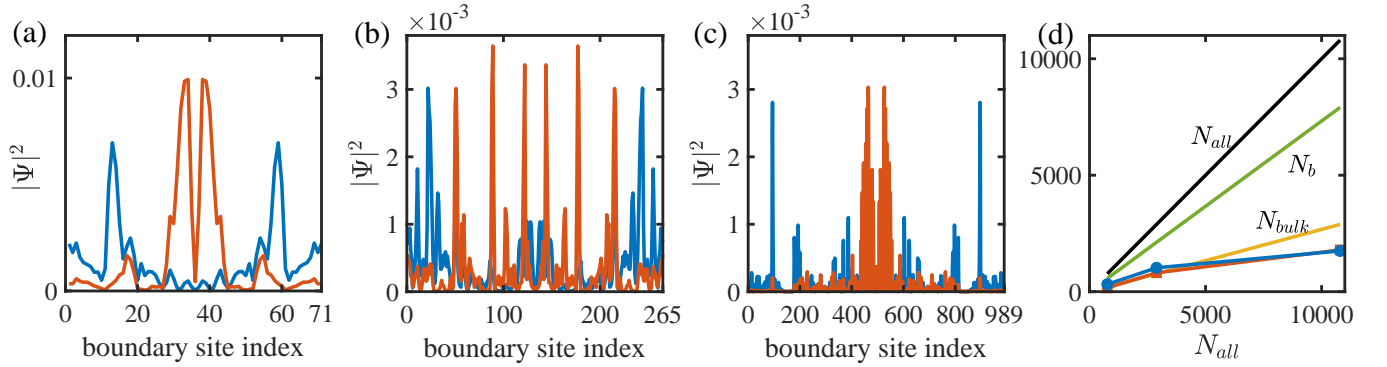 (a)
0.01
0
|Ψ|²
0 20 40 60 71
boundary site index
(b)
×10⁻³
3
2
1
0
|Ψ|²
0 100 200 265
boundary site index
(c)
×10⁻³
3
2
1
0
|Ψ|²
0 200 400 600 800 989
boundary site index
(d)
10000
5000
0
N_all
N_b
N_bulk
0 5000 10000
N_all